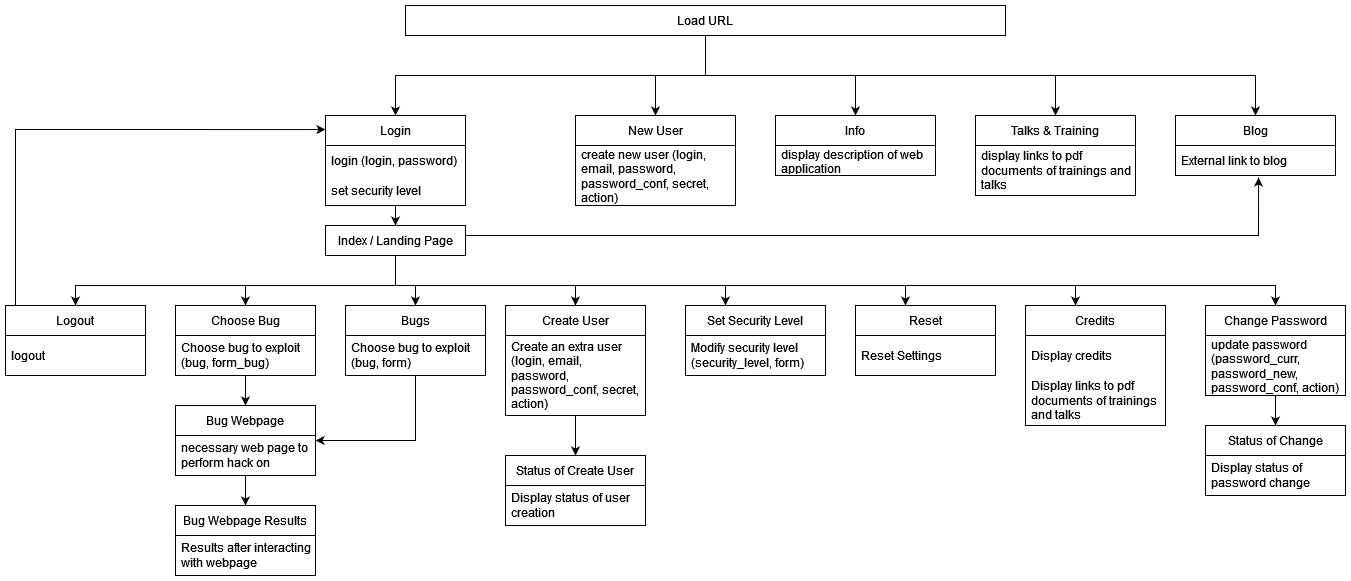 Load URL
Login
login (login, password)
set security level
New User
create new user (login,
email, password,
password_conf, secret,
action)
Info
display description of web
application
Talks & Training
display links to pdf
documents of trainings and
talks
Blog
External link to blog
Index / Landing Page
Logout
logout
Choose Bug
Choose bug to exploit
(bug, form_bug)
Bugs
Choose bug to exploit
(bug, form)
Create User
Create an extra user
(login, email,
password,
password_conf, secret,
action)
Set Security Level
Modify security level
(security_level, form)
Reset
Reset Settings
Credits
Display credits
Display links to pdf
documents of trainings
and talks
Change Password
update password
(password_curr,
password_new,
password_conf, action)
Bug Webpage
necessary web page to
perform hack on
Status of Create User
Display status of user
creation
Status of Change
Display status of
password change
Bug Webpage Results
Results after interacting
with webpage